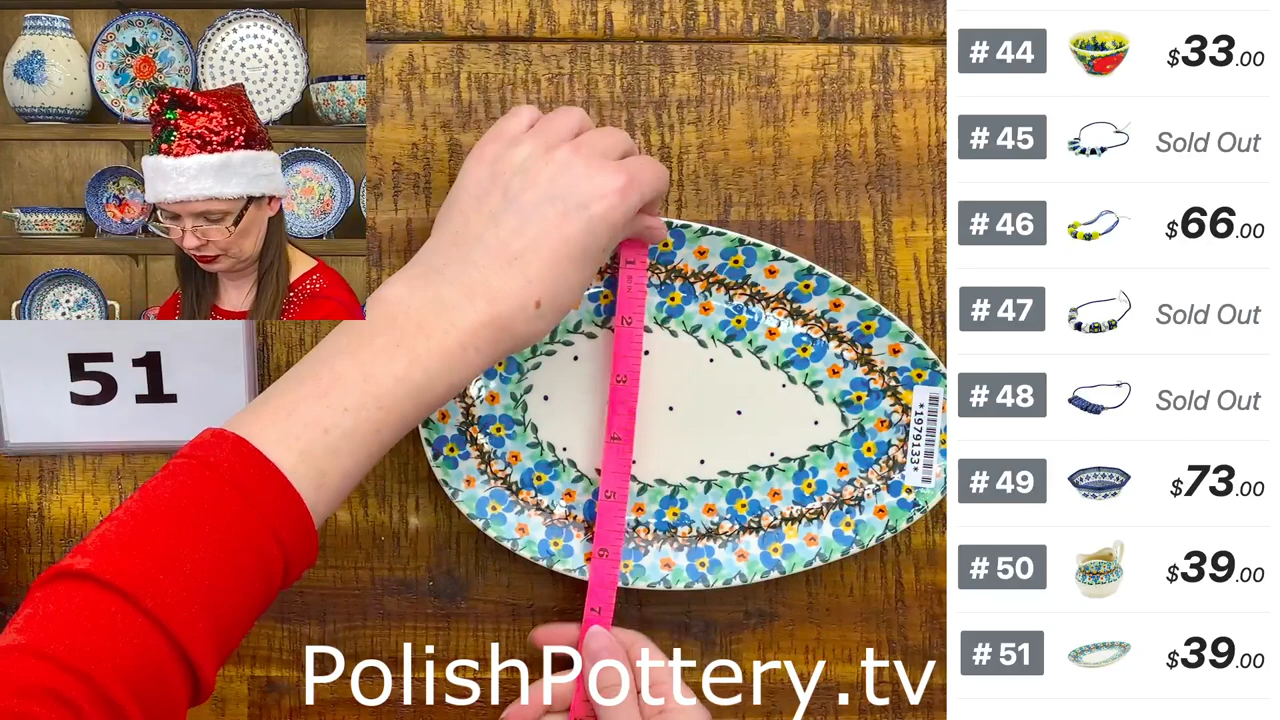 51
1
2
3
4
5
6
7
*1979133*
PolishPottery.tv
# 44 $33.00
# 45 Sold Out
# 46 $66.00
# 47 Sold Out
# 48 Sold Out
# 49 $73.00
# 50 $39.00
# 51 $39.00